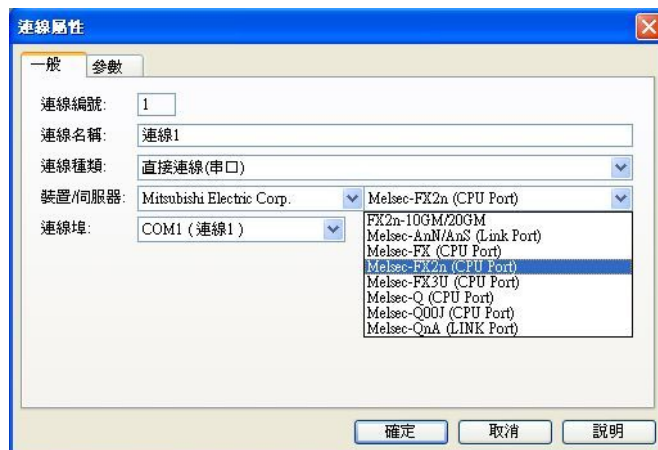 連線屬性
一般 參數
連線編號: 1
連線名稱: 連線1
連線種類: 直接連線(串口)
裝置/伺服器: Mitsubishi Electric Corp. Melsec-FX2n (CPU Port)
連線埠: COM1 ( 連線1 )
FX2n-10GM/20GM
Melsec-AnN/AnS (Link Port)
Melsec-FX (CPU Port)
Melsec-FX2n (CPU Port)
Melsec-FX3U (CPU Port)
Melsec-Q (CPU Port)
Melsec-Q00J (CPU Port)
Melsec-QnA (LINK Port)
確定 取消 說明